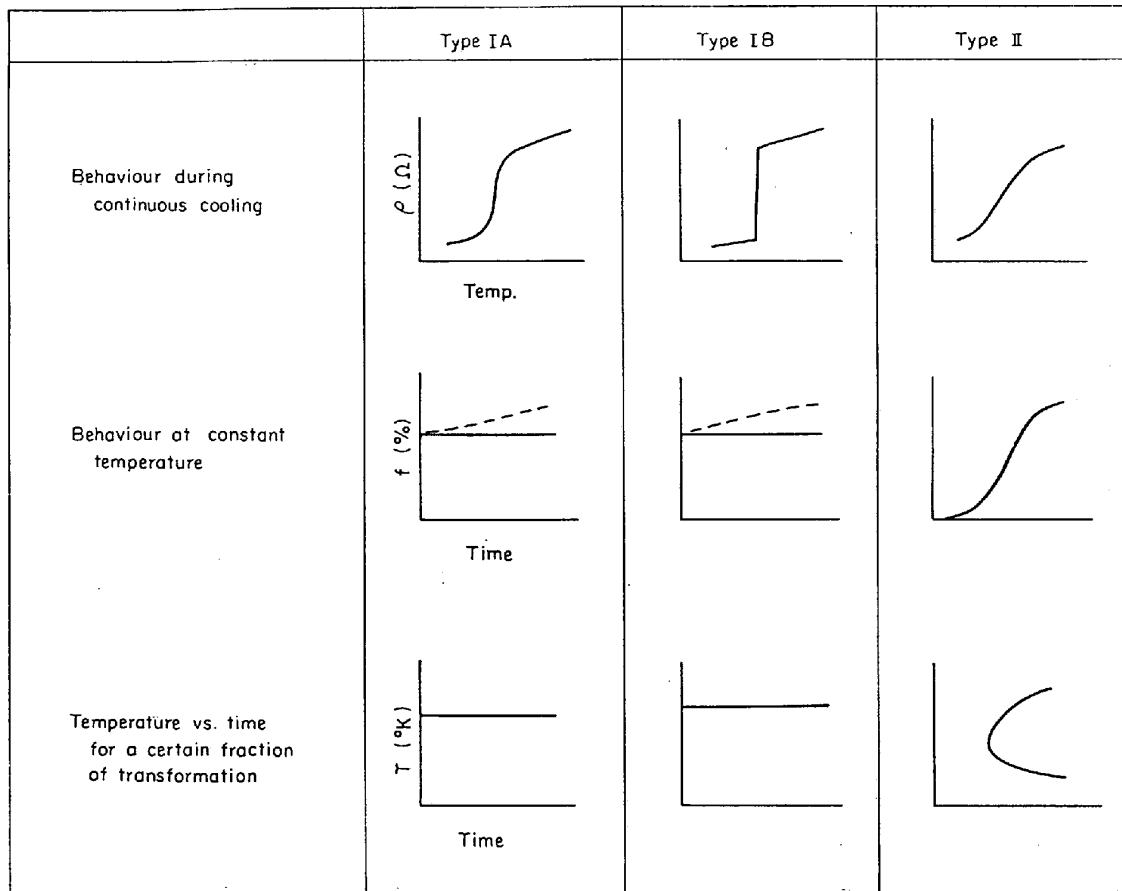 Type IA
Type IB
Type II
Behaviour during
continuous cooling
ρ (Ω)
Temp.
Behaviour at constant
temperature
f (%)
Time
Temperature vs. time
for a certain fraction
of transformation
T (°K)
Time